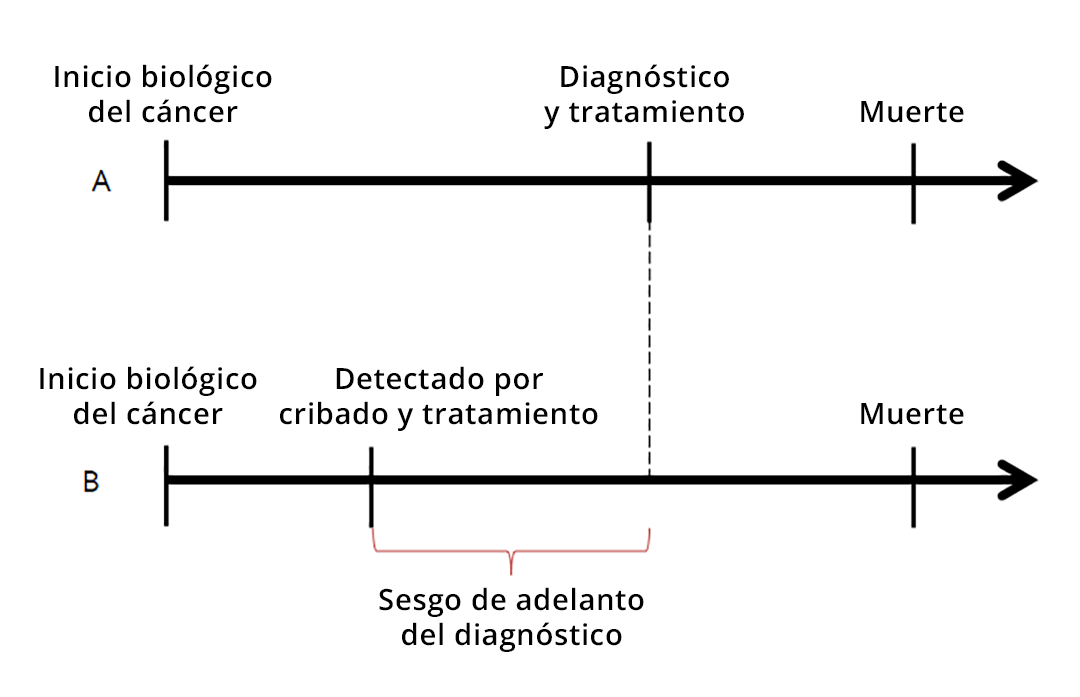 Inicio biológico
del cáncer
Diagnóstico
y tratamiento
Muerte
A
Inicio biológico
del cáncer
Detectado por
cribado y tratamiento
Muerte
B
Sesgo de adelanto
del diagnóstico